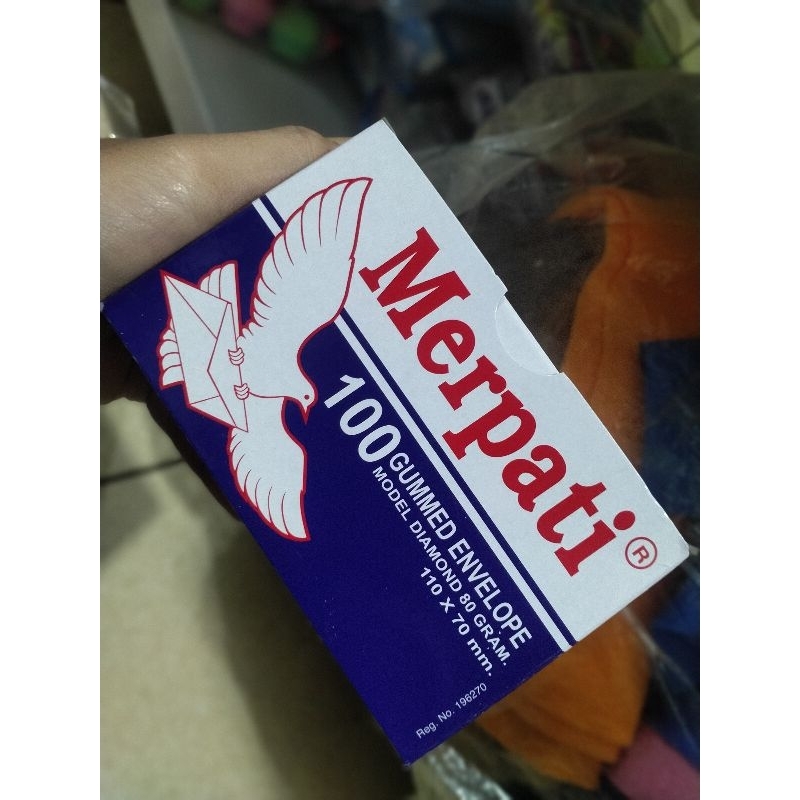 Merpati®
100 GUMMED ENVELOPE
MODEL DIAMOND 80 GRAM.
110 X 70 mm.
Reg. No. 196270